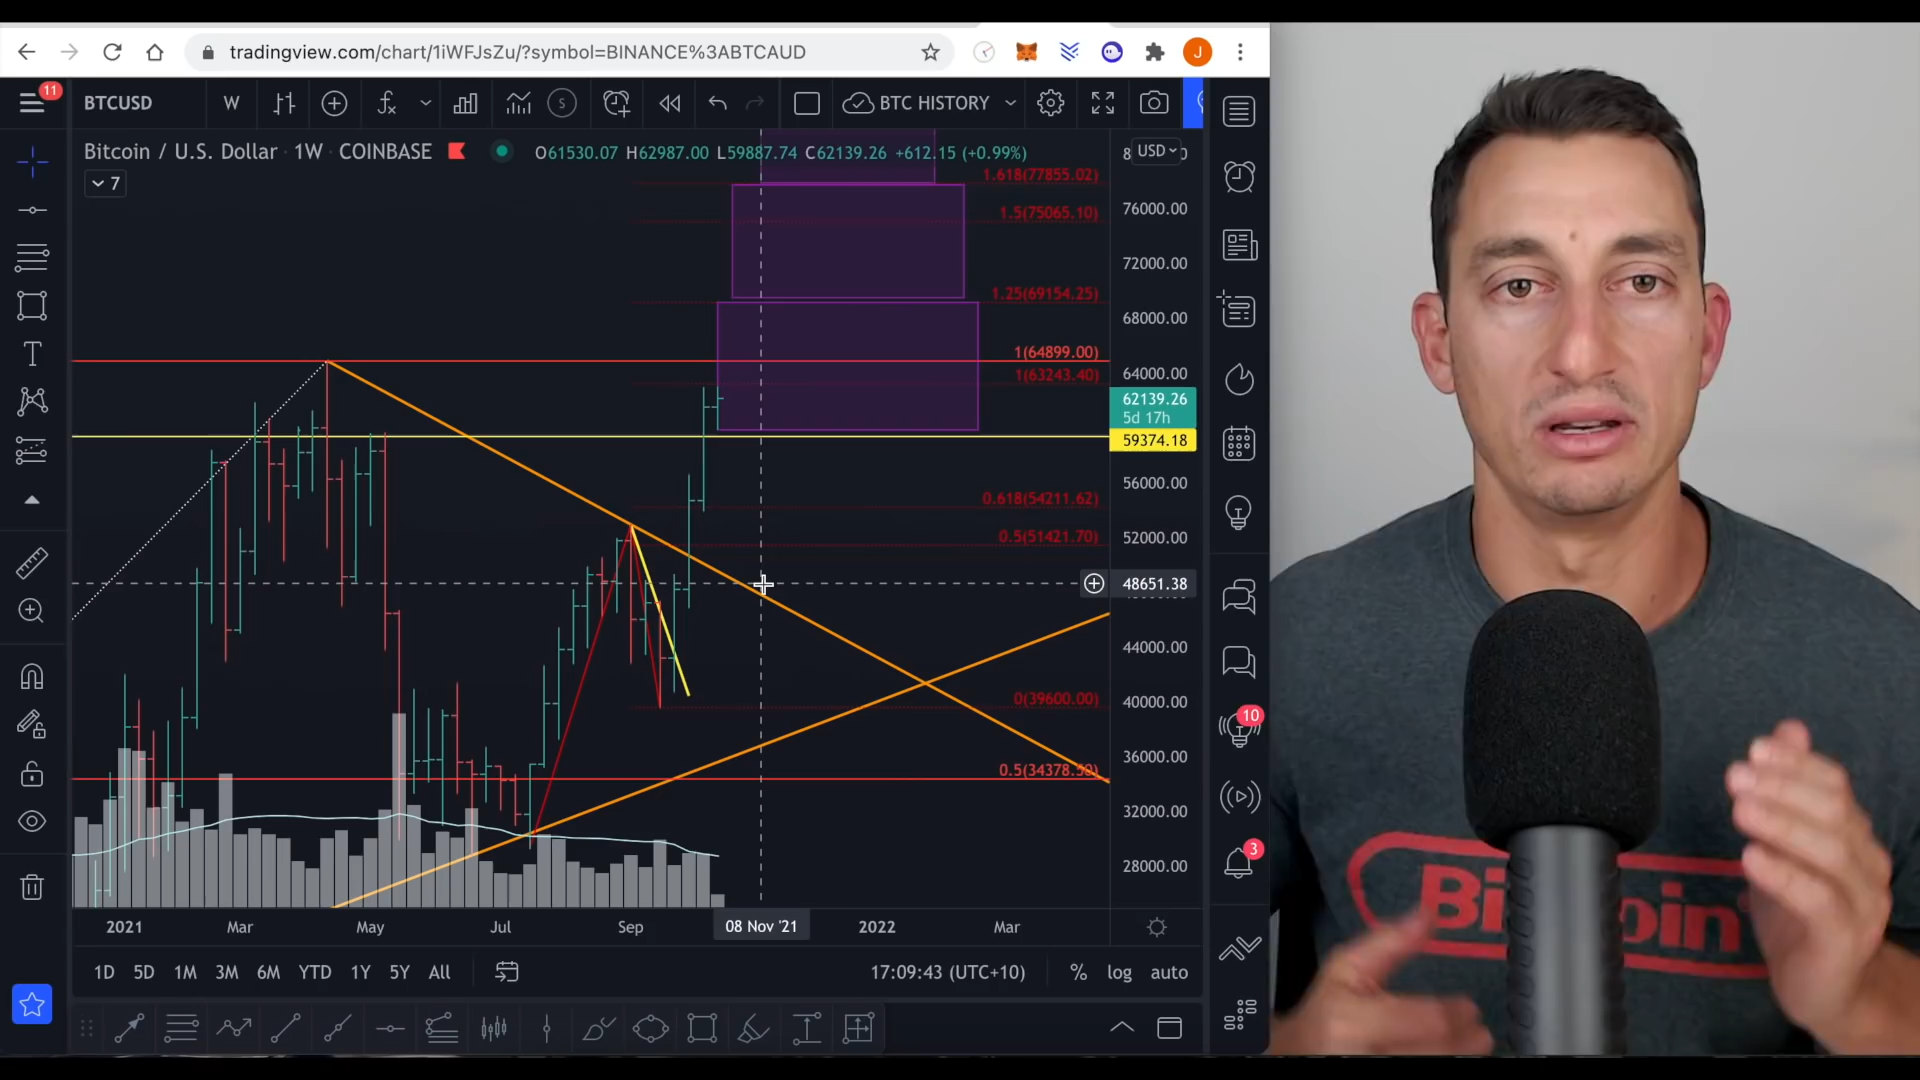 tradingview.com/chart/1iWFJsZu/?symbol=BINANCE%3ABTCAUD
J
11
BTCUSD
W
S
BTC HISTORY
Bitcoin / U.S. Dollar · 1W · COINBASE
O61530.07 H62987.00 L59887.74 C62139.26 +612.15 (+0.99%)
USD
7
1.618(77855.02)
1.5(75065.10)
76000.00
72000.00
1.25(69154.25)
68000.00
1(64899.00)
1(63243.40)
64000.00
62139.26
5d 17h
59374.18
56000.00
0.618(54211.62)
0.5(51421.70)
52000.00
48651.38
44000.00
0(39600.00)
40000.00
36000.00
0.5(34378.50)
32000.00
28000.00
10
3
2021
Mar
May
Jul
Sep
08 Nov '21
2022
Mar
1D 5D 1M 3M 6M YTD 1Y 5Y All
17:09:43 (UTC+10)
% log auto